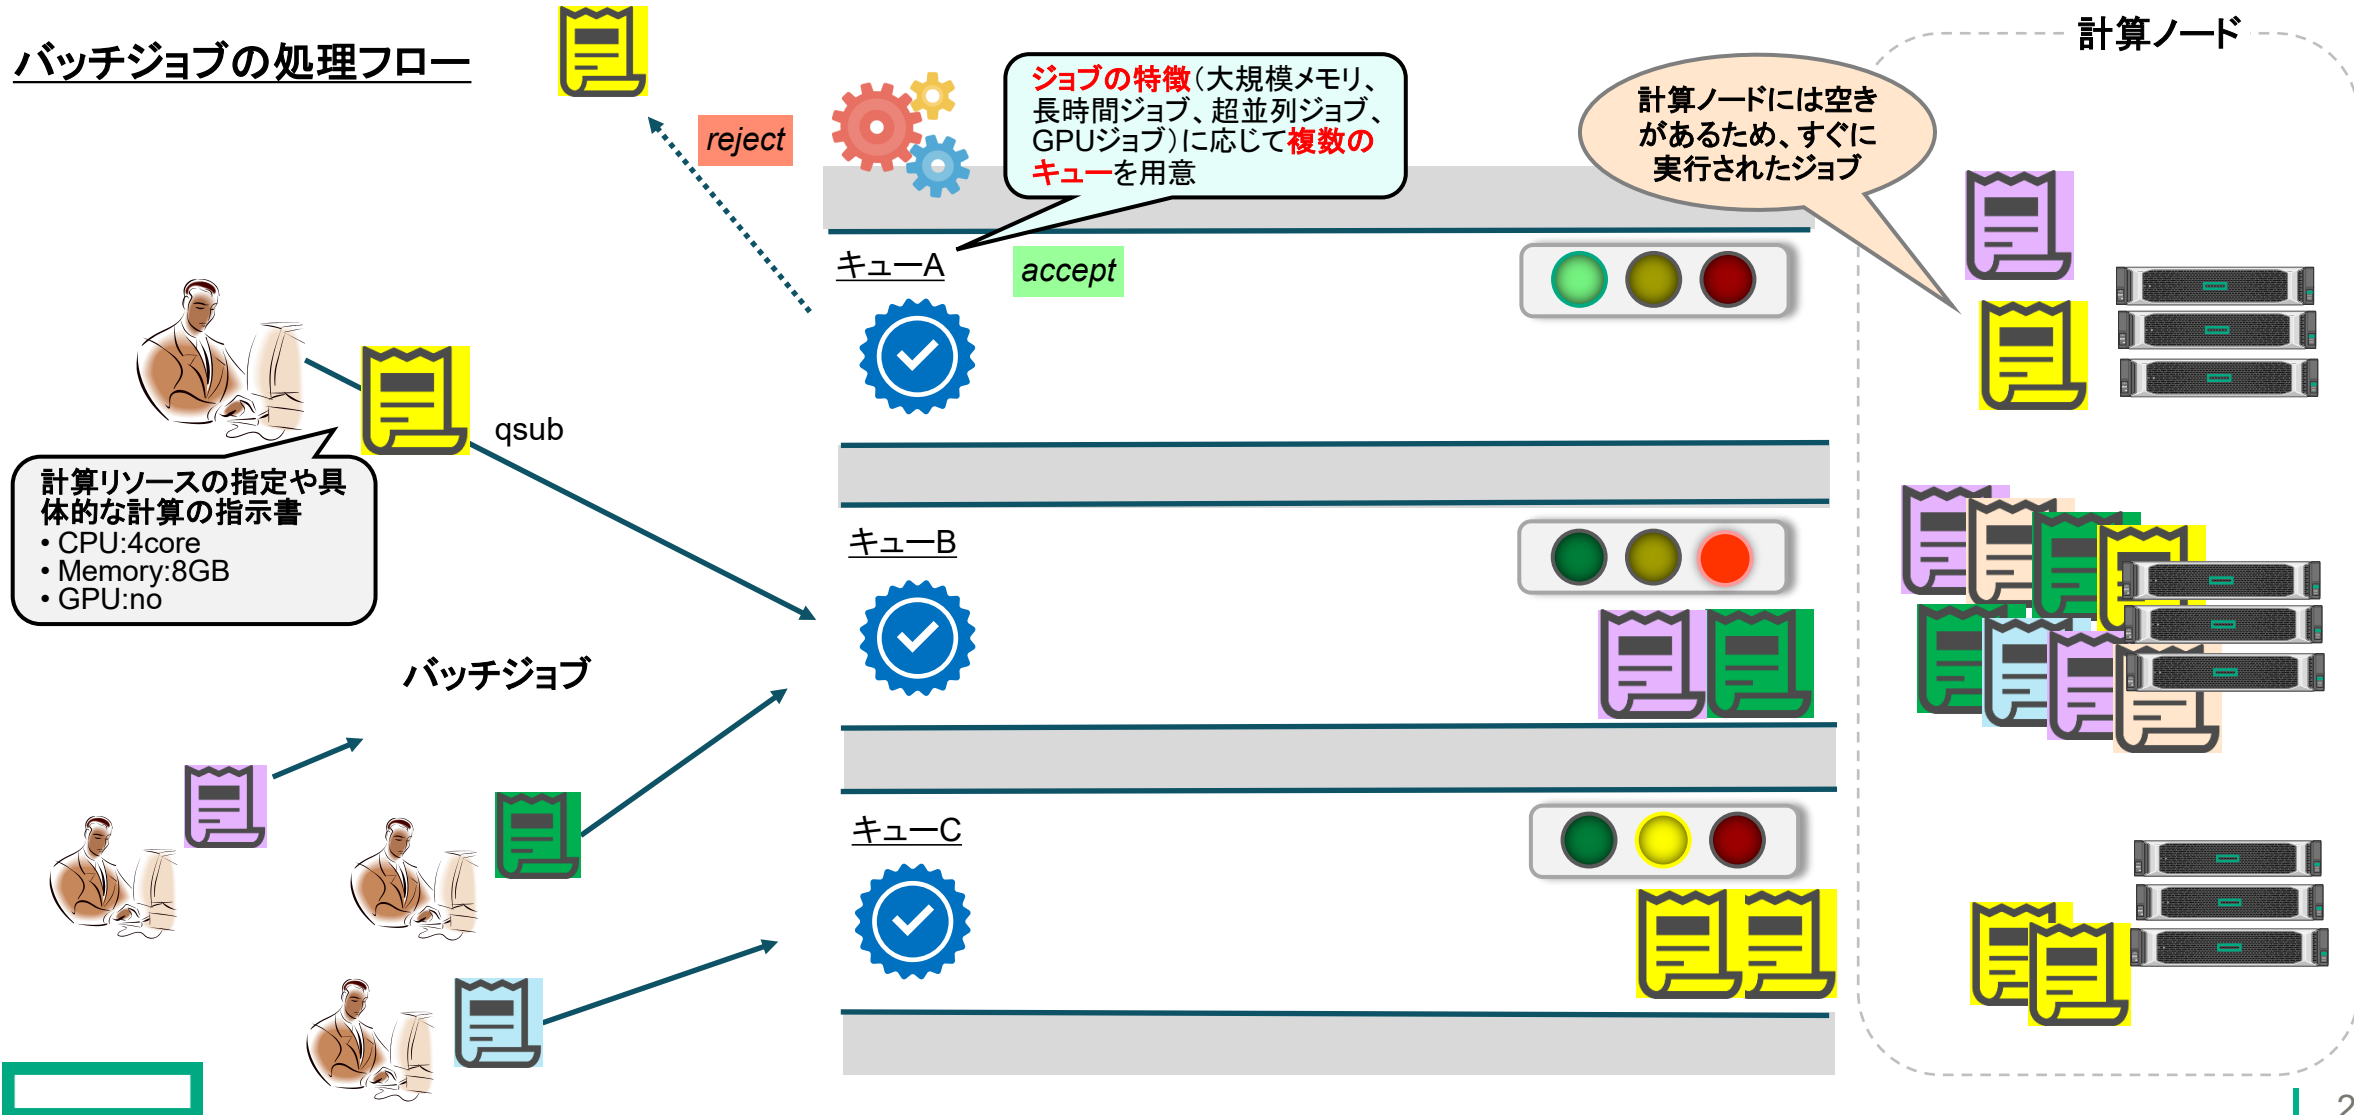 バッチジョブの処理フロー
計算ノード
reject
ジョブの特徴（大規模メモリ、
長時間ジョブ、超並列ジョブ、
GPUジョブ）に応じて複数の
キューを用意
計算ノードには空き
があるため、すぐに
実行されたジョブ
キューA
accept
qsub
計算リソースの指定や具
体的な計算の指示書
• CPU:4core
• Memory:8GB
• GPU:no
キューB
バッチジョブ
キューC
2